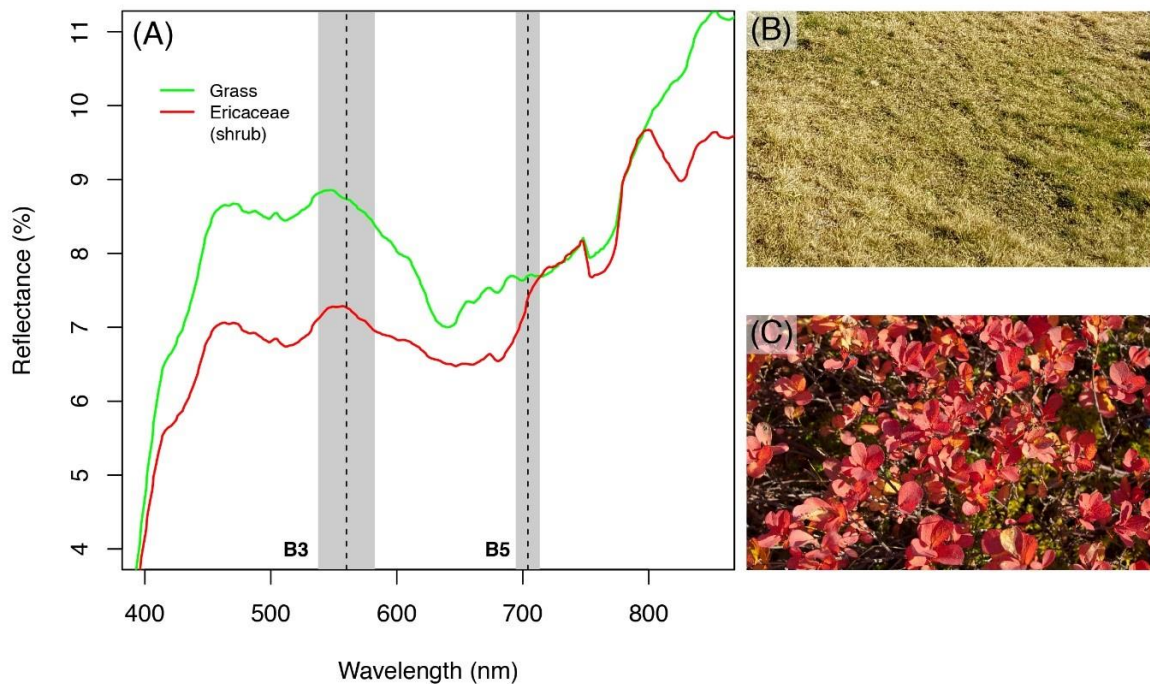 (A)
Grass
Ericaceae
(shrub)
B3
B5
Reflectance (%)
11
10
9
8
7
6
5
4
400
500
600
700
800
Wavelength (nm)
(B)
(C)